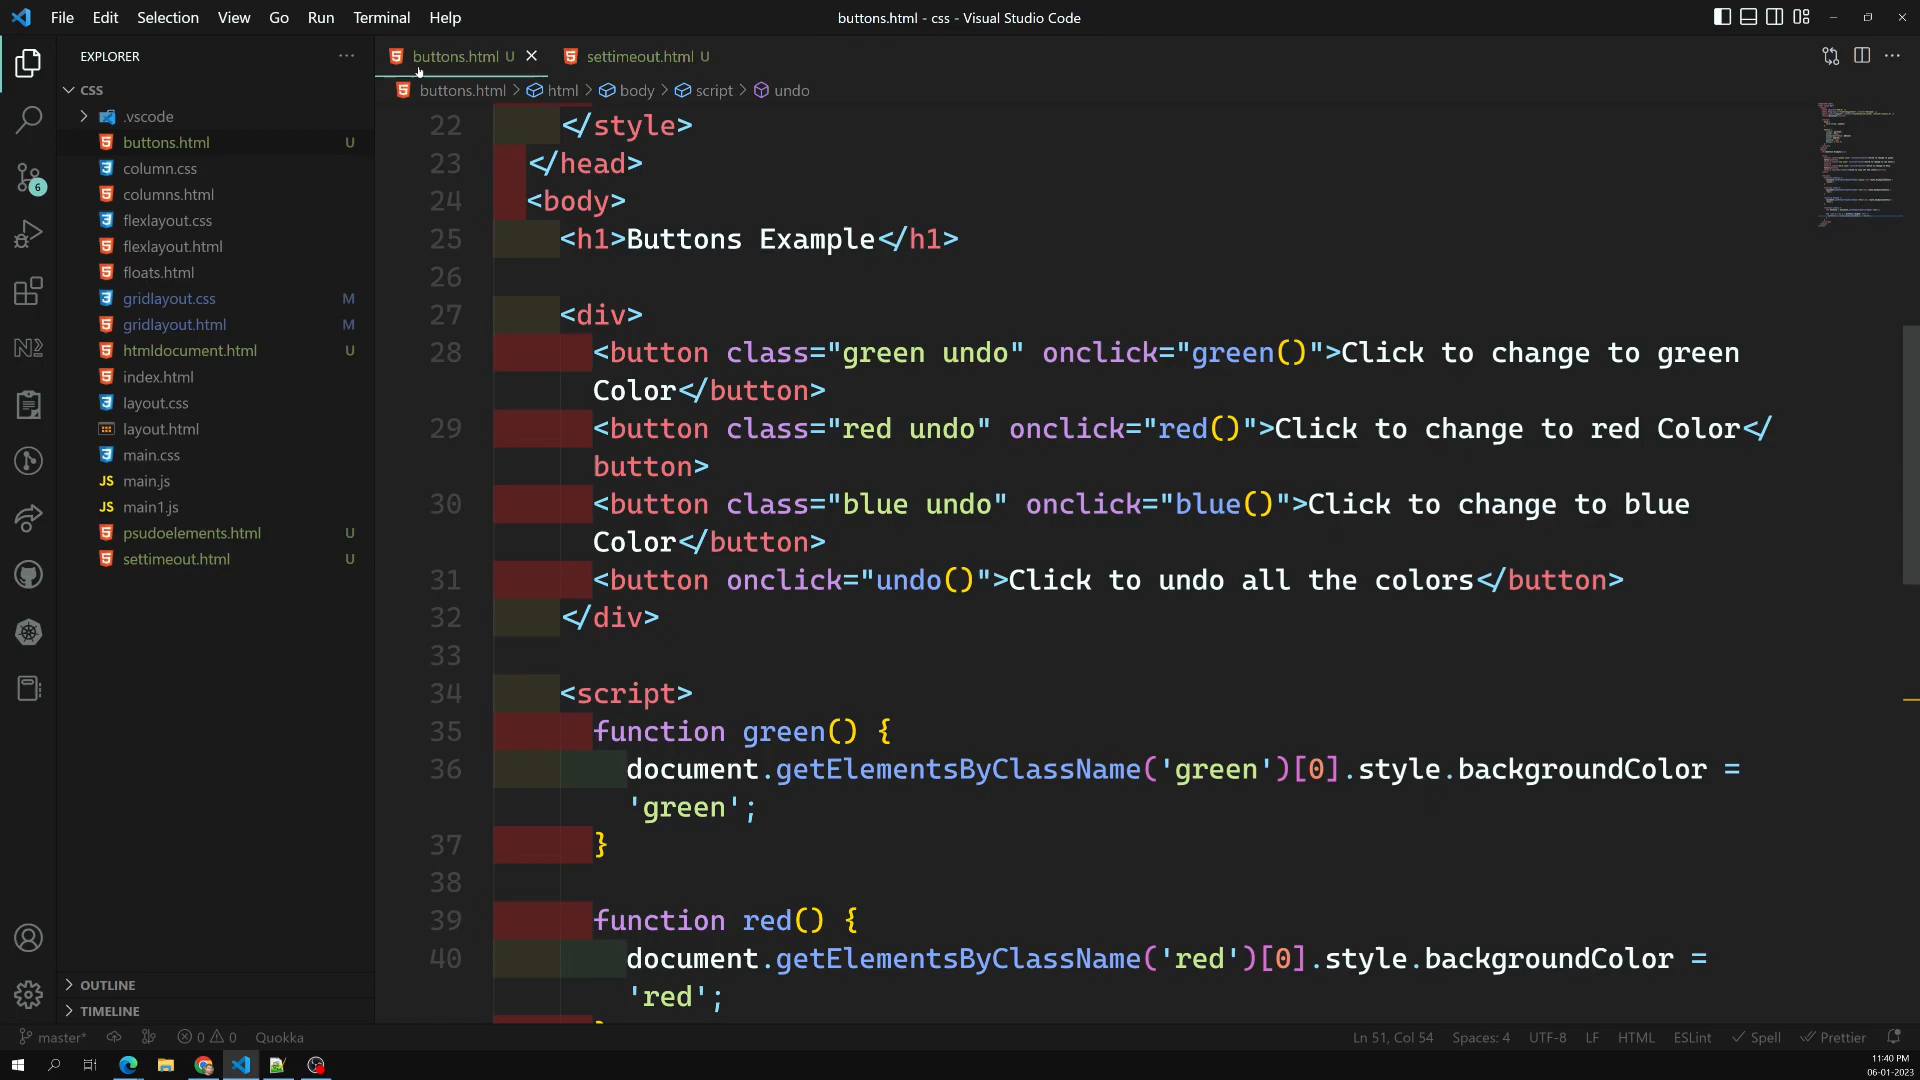 File Edit Selection View Go Run Terminal Help
buttons.html - css - Visual Studio Code
EXPLORER
buttons.html U
settimeout.html U
CSS
buttons.html > html > body > script > undo
.vscode
buttons.html U
column.css
columns.html
flexlayout.css
flexlayout.html
floats.html
gridlayout.css M
gridlayout.html M
htmldocument.html U
index.html
layout.css
layout.html
main.css
JS main.js
JS main1.js
psudoelements.html U
settimeout.html U
OUTLINE
TIMELINE
6
22 </style>
23 </head>
24 <body>
25 <h1>Buttons Example</h1>
26
27 <div>
28 <button class="green undo" onclick="green()">Click to change to green
Color</button>
29 <button class="red undo" onclick="red()">Click to change to red Color</
button>
30 <button class="blue undo" onclick="blue()">Click to change to blue
Color</button>
31 <button onclick="undo()">Click to undo all the colors</button>
32 </div>
33
34 <script>
35 function green() {
36 document.getElementsByClassName('green')[0].style.backgroundColor =
'green';
37 }
38
39 function red() {
40 document.getElementsByClassName('red')[0].style.backgroundColor =
'red';
master* 0 0 Quokka
Ln 51, Col 54 Spaces: 4 UTF-8 LF HTML ESLint Spell Prettier
11:40 PM
06-01-2023